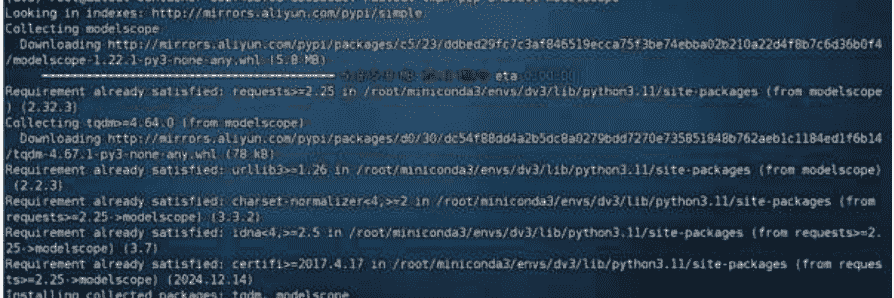 Looking in indexes: http://mirrors.aliyun.com/pypi/simple
Collecting modelscope
Downloading http://mirrors.aliyun.com/pypi/packages/c5/23/ddbed29fc7c3af846519ecca75f3be74ebba02b210a22d4f8b7c6d36b0f4
/modelscope-1.22.1-py3-none-any.whl (5.8 MB)
eta
Requirement already satisfied: requests>=2.25 in /root/miniconda3/envs/dv3/lib/python3.11/site-packages (from modelscope
) (2.32.3)
Collecting tqdm>=4.64.0 (from modelscope)
Downloading http://mirrors.aliyun.com/pypi/packages/d0/30/dc54f88dd4a2b5dc8a0279bdd7270e735851848b762aeb1c1184ed1f6b14
/tqdm-4.67.1-py3-none-any.whl (78 kB)
Requirement already satisfied: urllib3>=1.26 in /root/miniconda3/envs/dv3/lib/python3.11/site-packages (from modelscope)
(2.2.3)
Requirement already satisfied: charset-normalizer<4,>=2 in /root/miniconda3/envs/dv3/lib/python3.11/site-packages (from
requests>=2.25->modelscope) (3.3.2)
Requirement already satisfied: idna<4,>=2.5 in /root/miniconda3/envs/dv3/lib/python3.11/site-packages (from requests>=2.
25->modelscope) (3.7)
Requirement already satisfied: certifi>=2017.4.17 in /root/miniconda3/envs/dv3/lib/python3.11/site-packages (from reques
ts>=2.25->modelscope) (2024.12.14)
Installing collected packages: tqdm, modelscope